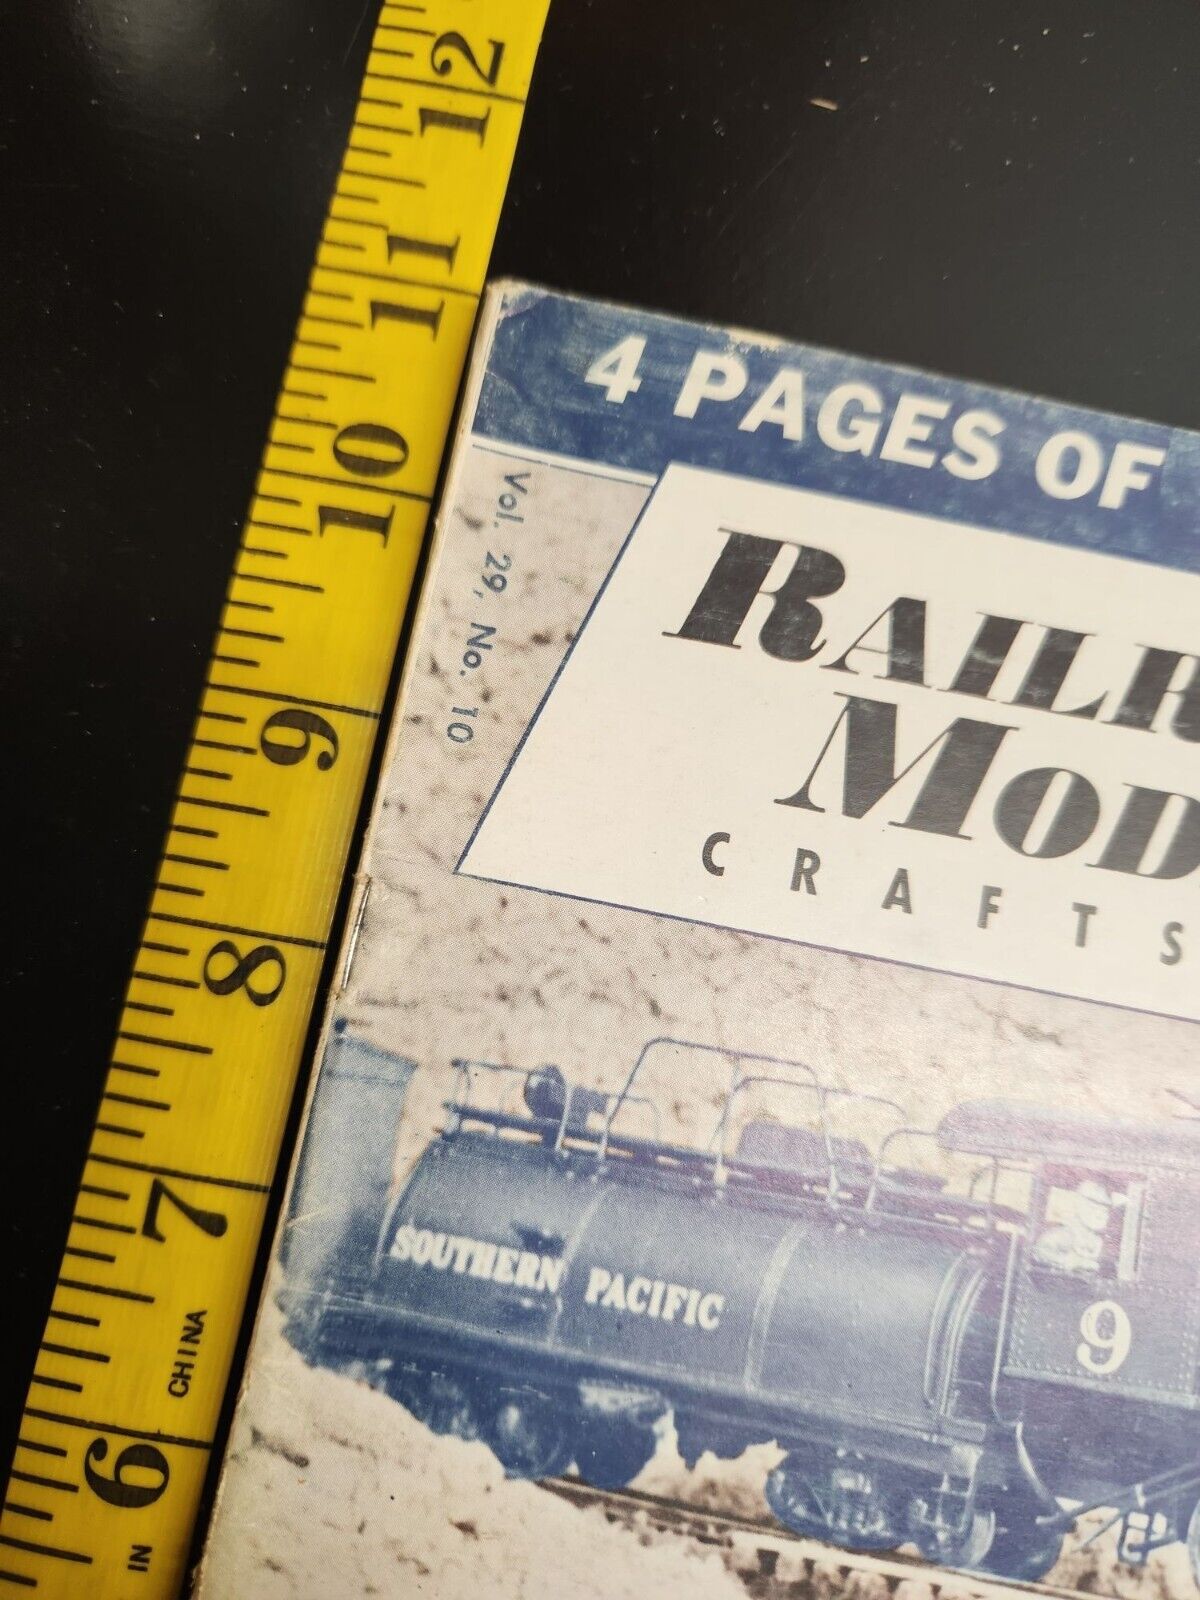 12
11
10
9
8
7
CHINA
6
IN
4 PAGES OF
Vol. 29, No. 10
RAILR
MOD
CRAFTS
SOUTHERN PACIFIC
9